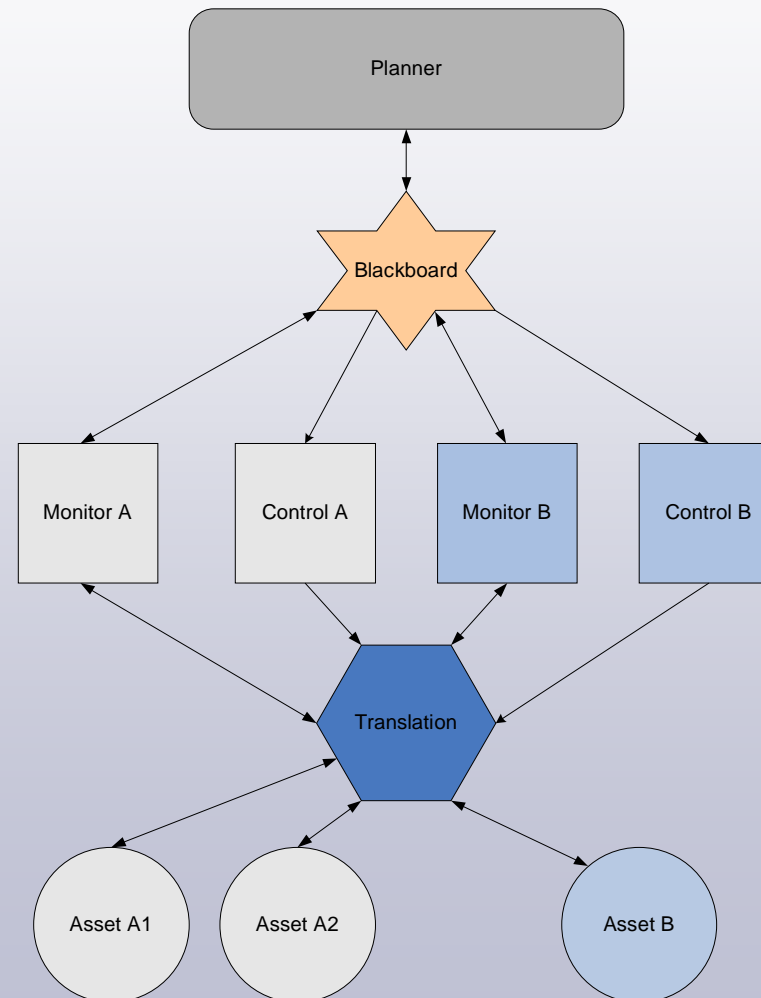 Planner
Blackboard
Monitor A
Control A
Monitor B
Control B
Translation
Asset A1
Asset A2
Asset B